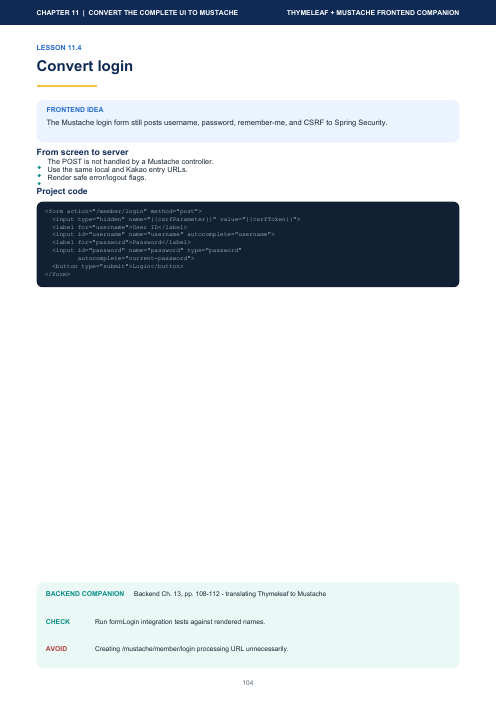 CHAPTER 11 | CONVERT THE COMPLETE UI TO MUSTACHE
THYMELEAF + MUSTACHE FRONTEND COMPANION
LESSON 11.4
Convert login
FRONTEND IDEA
The Mustache login form still posts username, password, remember-me, and CSRF to Spring Security.
From screen to server
The POST is not handled by a Mustache controller.
Use the same local and Kakao entry URLs.
Render safe error/logout flags.
Project code
<form action="/member/login" method="post">
<input type="hidden" name="{{csrfParameter}}" value="{{csrfToken}}">
<label for="username">User ID</label>
<input id="username" name="username" autocomplete="username">
<label for="password">Password</label>
<input id="password" name="password" type="password"
autocomplete="current-password">
<button type="submit">Login</button>
</form>
BACKEND COMPANION Backend Ch. 13, pp. 108-112 - translating Thymeleaf to Mustache
CHECK Run formLogin integration tests against rendered names.
AVOID Creating /mustache/member/login processing URL unnecessarily.
104